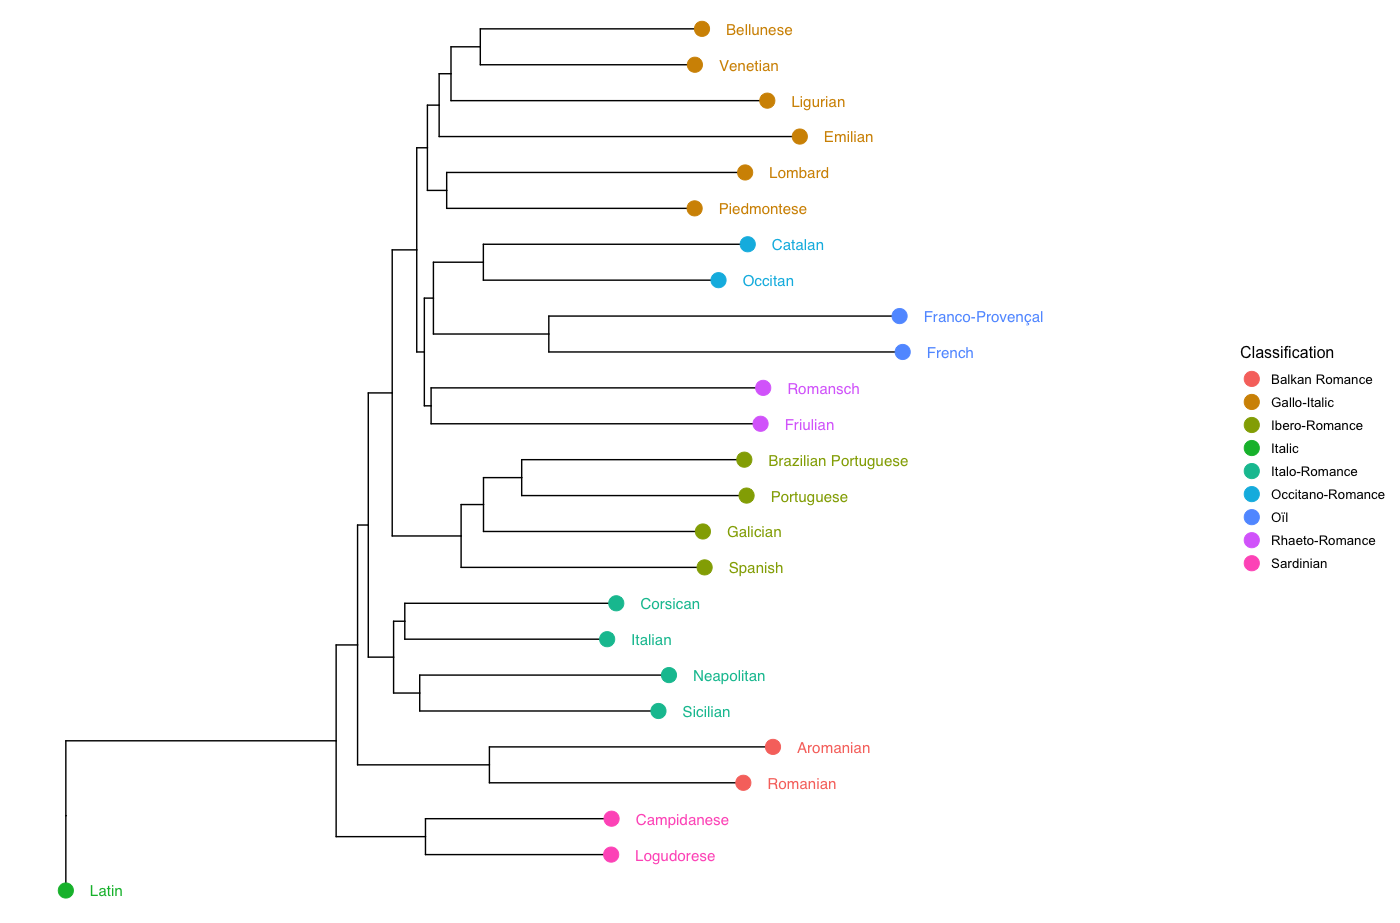 Bellunese
Venetian
Ligurian
Emilian
Lombard
Piedmontese
Catalan
Occitan
Franco-Provençal
French
Romansch
Friulian
Brazilian Portuguese
Portuguese
Galician
Spanish
Corsican
Italian
Neapolitan
Sicilian
Aromanian
Romanian
Campidanese
Logudorese
Latin
Classification
Balkan Romance
Gallo-Italic
Ibero-Romance
Italic
Italo-Romance
Occitano-Romance
Oïl
Rhaeto-Romance
Sardinian